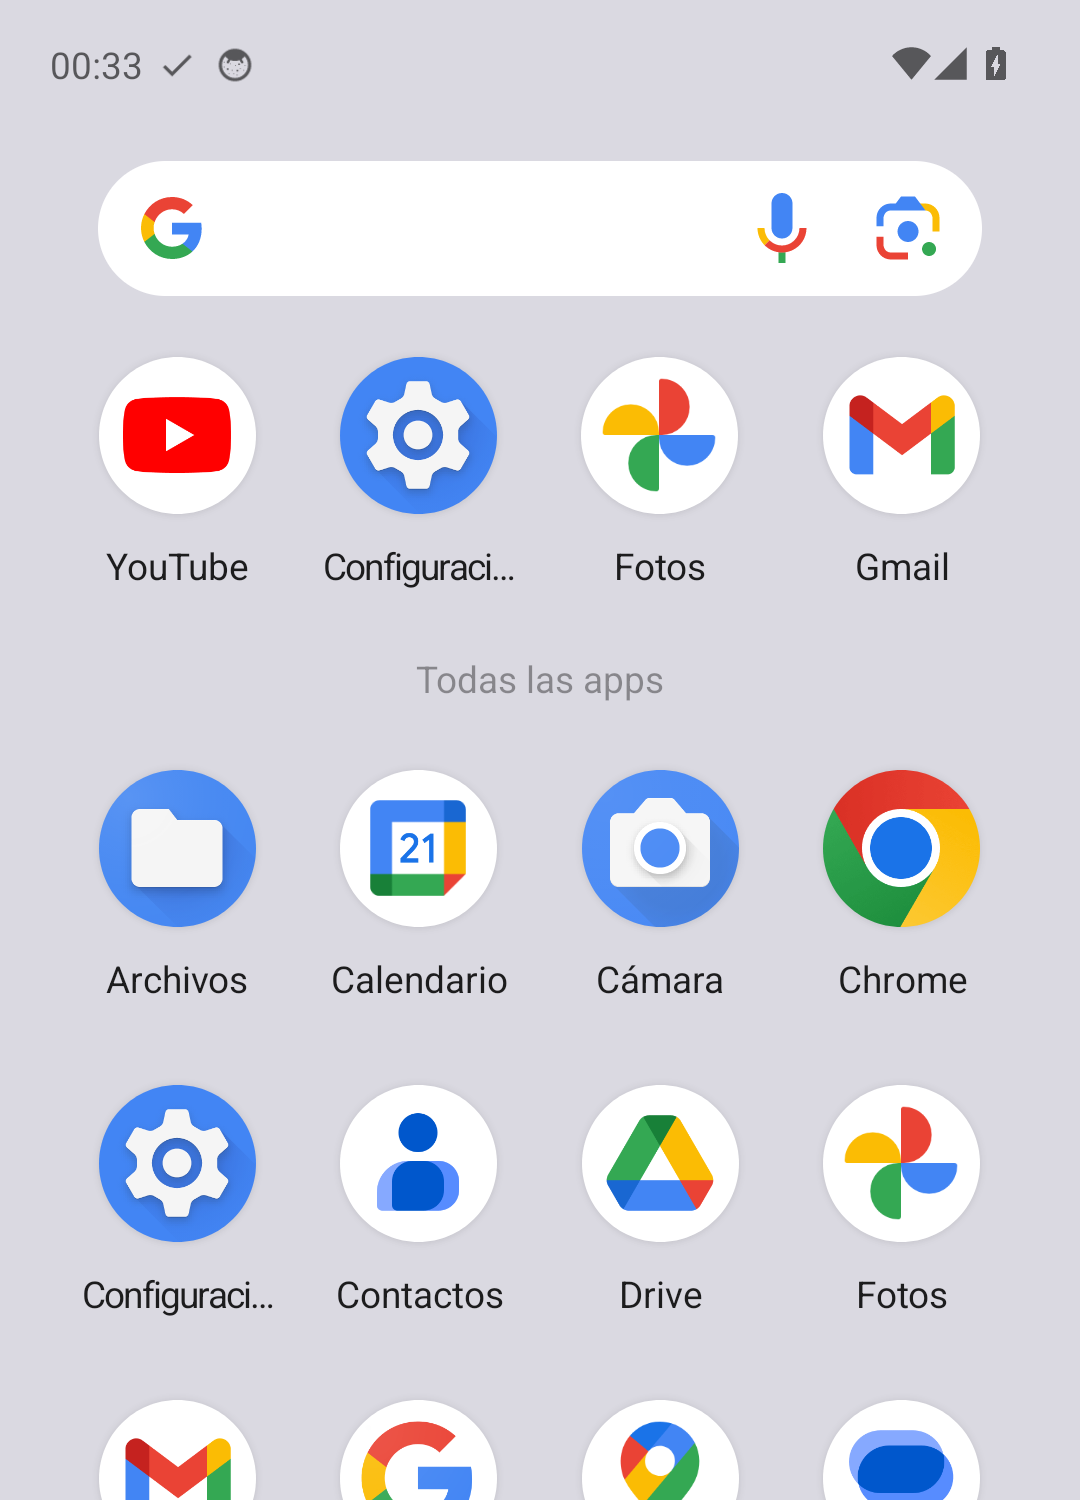 00:33
YouTube Configuraci... Fotos Gmail
Todas las apps
21
Archivos Calendario Cámara Chrome
Configuraci... Contactos Drive Fotos